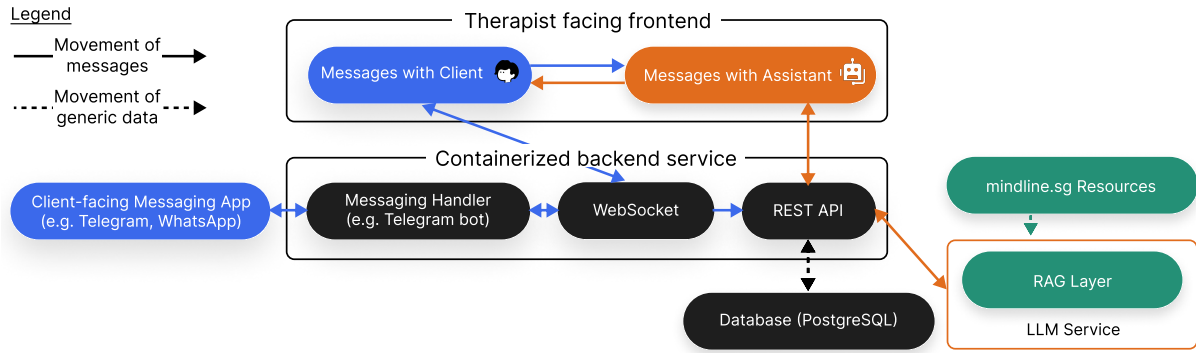 Legend
Movement of
messages
Movement of
generic data
Therapist facing frontend
Messages with Client
Messages with Assistant
Containerized backend service
Client-facing Messaging App
(e.g. Telegram, WhatsApp)
Messaging Handler
(e.g. Telegram bot)
WebSocket
REST API
mindline.sg Resources
RAG Layer
LLM Service
Database (PostgreSQL)